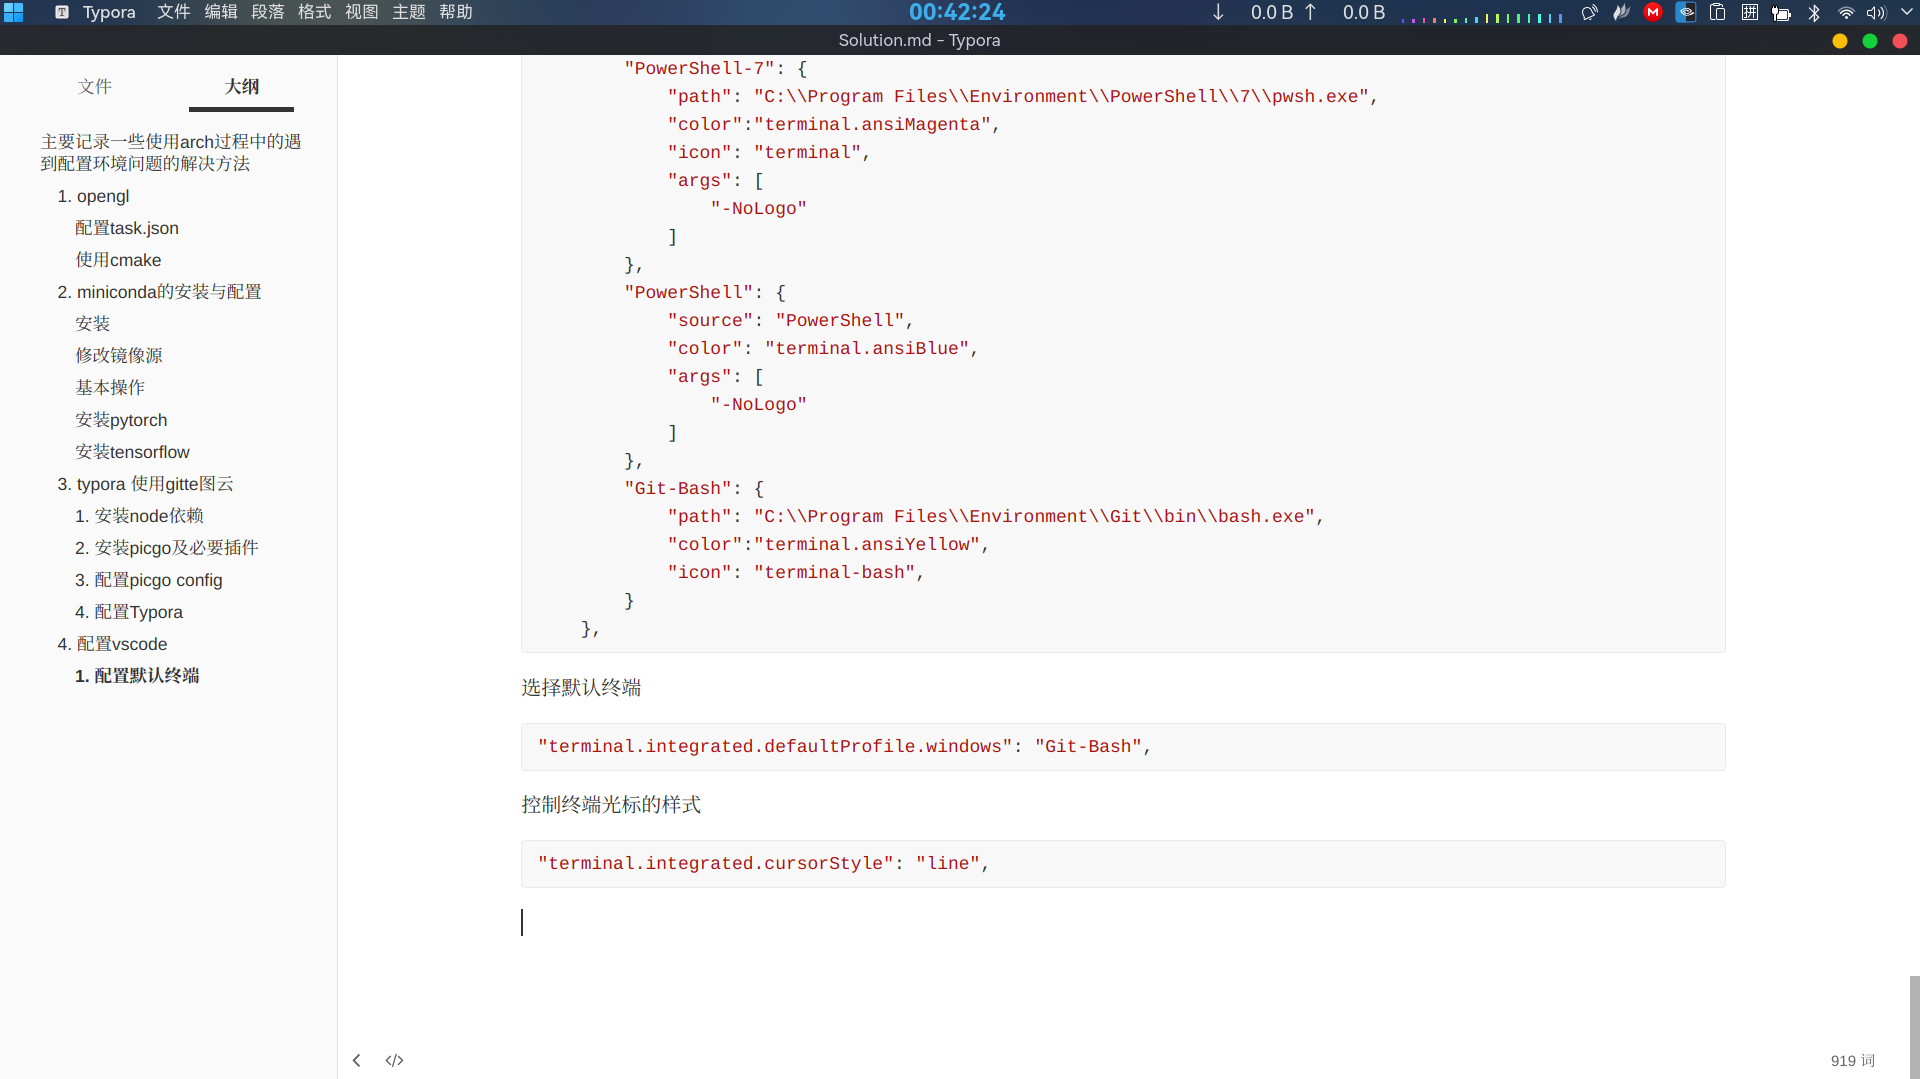 Typora 文件 编辑 段落 格式 视图 主题 帮助 00:42:24 ↓ 0.0 B ↑ 0.0 B
Solution.md - Typora
文件 大纲
主要记录一些使用arch过程中的遇
到配置环境问题的解决方法
1. opengl
配置task.json
使用cmake
2. miniconda的安装与配置
安装
修改镜像源
基本操作
安装pytorch
安装tensorflow
3. typora 使用gitte图云
1. 安装node依赖
2. 安装picgo及必要插件
3. 配置picgo config
4. 配置Typora
4. 配置vscode
1. 配置默认终端
"PowerShell-7": {
"path": "C:\\Program Files\\Environment\\PowerShell\\7\\pwsh.exe",
"color":"terminal.ansiMagenta",
"icon": "terminal",
"args": [
"-NoLogo"
]
},
"PowerShell": {
"source": "PowerShell",
"color": "terminal.ansiBlue",
"args": [
"-NoLogo"
]
},
"Git-Bash": {
"path": "C:\\Program Files\\Environment\\Git\\bin\\bash.exe",
"color":"terminal.ansiYellow",
"icon": "terminal-bash",
}
},
选择默认终端
"terminal.integrated.defaultProfile.windows": "Git-Bash",
控制终端光标的样式
"terminal.integrated.cursorStyle": "line",
919 词